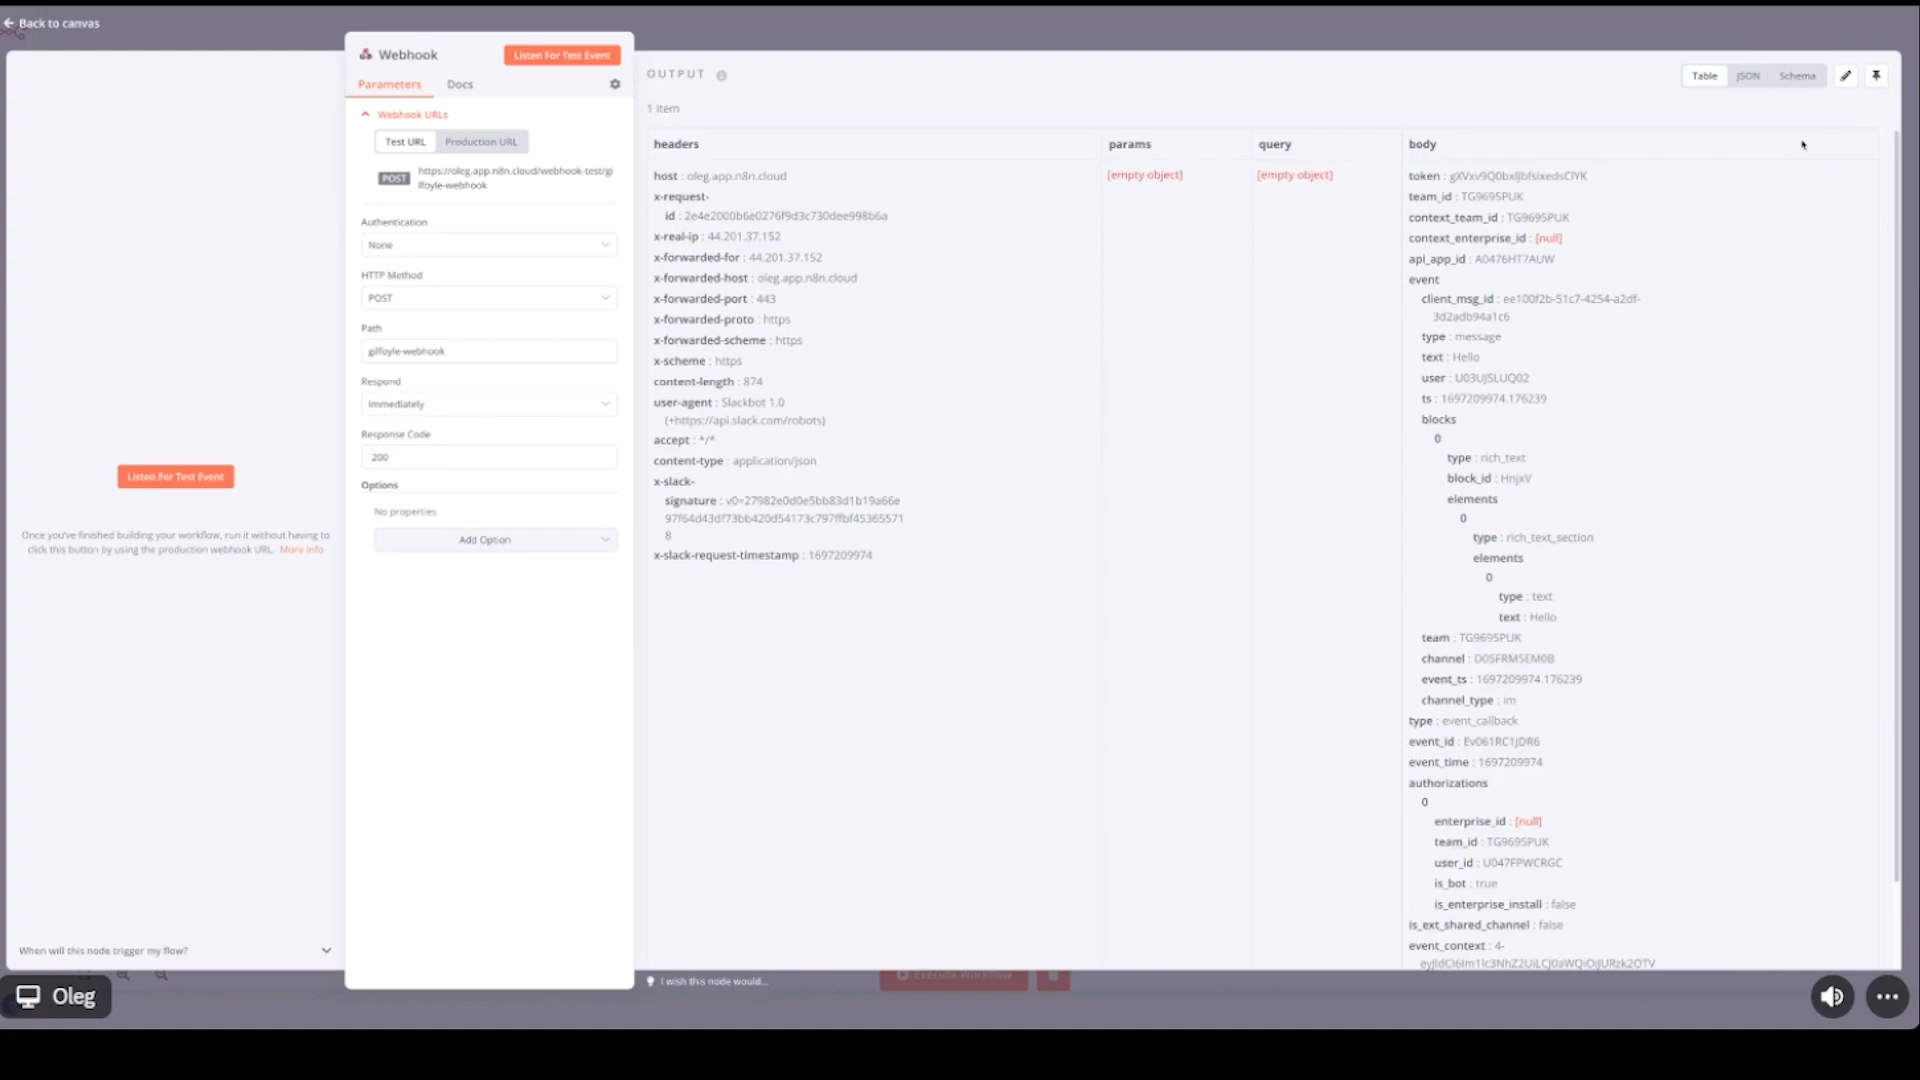 Back to canvas
Webhook
Listen For Test Event
Parameters
Docs
Webhook URLs
Test URL
Production URL
POST
https://oleg.app.n8n.cloud/webhook-test/gi
lfoyle-webhook
Authentication
None
HTTP Method
POST
Path
gilfoyle-webhook
Respond
Immediately
Response Code
200
Options
No properties
Add Option
Listen For Test Event
Once you've finished building your workflow, run it without having to
click this button by using the production webhook URL. More info
When will this node trigger my flow?
OUTPUT
1 item
Table
JSON
Schema
headers
host : oleg.app.n8n.cloud
x-request-
id : 2e4e2000b6e0276f9d3c730dee998b6a
x-real-ip : 44.201.37.152
x-forwarded-for : 44.201.37.152
x-forwarded-host : oleg.app.n8n.cloud
x-forwarded-port : 443
x-forwarded-proto : https
x-forwarded-scheme : https
x-scheme : https
content-length : 874
user-agent : Slackbot 1.0
(+https://api.slack.com/robots)
accept : */*
content-type : application/json
x-slack-
signature : v0=27982e0d0e5bb83d1b19a66e
97f64d43df73bb420d54173c797ffbf45365571
8
x-slack-request-timestamp : 1697209974
params
[empty object]
query
[empty object]
body
token :
team_id : TG9695PUK
context_team_id : TG9695PUK
context_enterprise_id : [null]
api_app_id : A0476HT7AUW
event
client_msg_id : ee100f2b-51c7-4254-a2df-
3d2adb94a1c6
type : message
text : Hello
user : U03UJSLUQ02
ts : 1697209974.176239
blocks
0
type : rich_text
block_id : HnjxV
elements
0
type : rich_text_section
elements
0
type : text
text : Hello
team : TG9695PUK
channel : D05FRM5EM0B
event_ts : 1697209974.176239
channel_type : im
type : event_callback
event_id : Ev061RC1JDR6
event_time : 1697209974
authorizations
0
enterprise_id : [null]
team_id : TG9695PUK
user_id : U047FPWCRGC
is_bot : true
is_enterprise_install : false
is_ext_shared_channel : false
event_context : 4-
I wish this node would...
Execute Workflow
Oleg